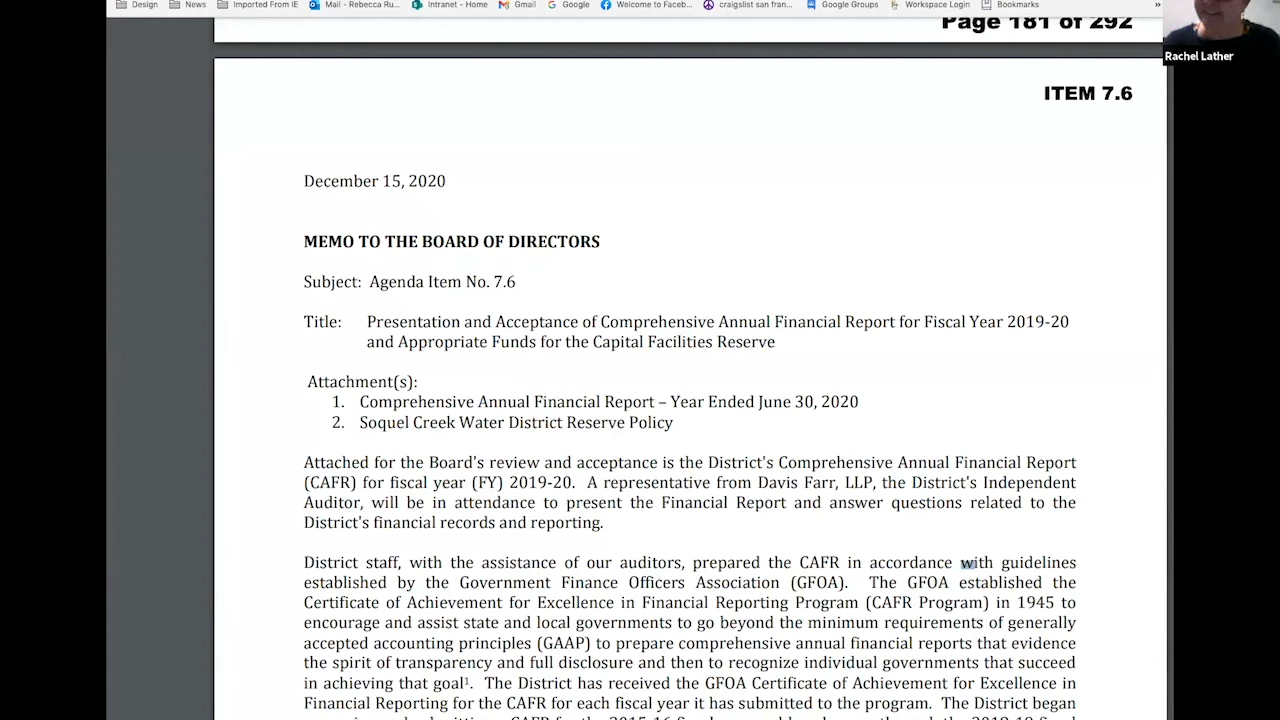 Design News Imported From IE Mail - Rebecca Ru... Intranet - Home Gmail Google Welcome to Faceb... craigslist san fran... Google Groups Workspace Login Bookmarks »
Page 181 of 292
Rachel Lather
ITEM 7.6
December 15, 2020
MEMO TO THE BOARD OF DIRECTORS
Subject: Agenda Item No. 7.6
Title: Presentation and Acceptance of Comprehensive Annual Financial Report for Fiscal Year 2019-20
and Appropriate Funds for the Capital Facilities Reserve
Attachment(s):
1. Comprehensive Annual Financial Report – Year Ended June 30, 2020
2. Soquel Creek Water District Reserve Policy
Attached for the Board's review and acceptance is the District's Comprehensive Annual Financial Report
(CAFR) for fiscal year (FY) 2019-20. A representative from Davis Farr, LLP, the District's Independent
Auditor, will be in attendance to present the Financial Report and answer questions related to the
District's financial records and reporting.
District staff, with the assistance of our auditors, prepared the CAFR in accordance with guidelines
established by the Government Finance Officers Association (GFOA). The GFOA established the
Certificate of Achievement for Excellence in Financial Reporting Program (CAFR Program) in 1945 to
encourage and assist state and local governments to go beyond the minimum requirements of generally
accepted accounting principles (GAAP) to prepare comprehensive annual financial reports that evidence
the spirit of transparency and full disclosure and then to recognize individual governments that succeed
in achieving that goal¹. The District has received the GFOA Certificate of Achievement for Excellence in
Financial Reporting for the CAFR for each fiscal year it has submitted to the program. The District began